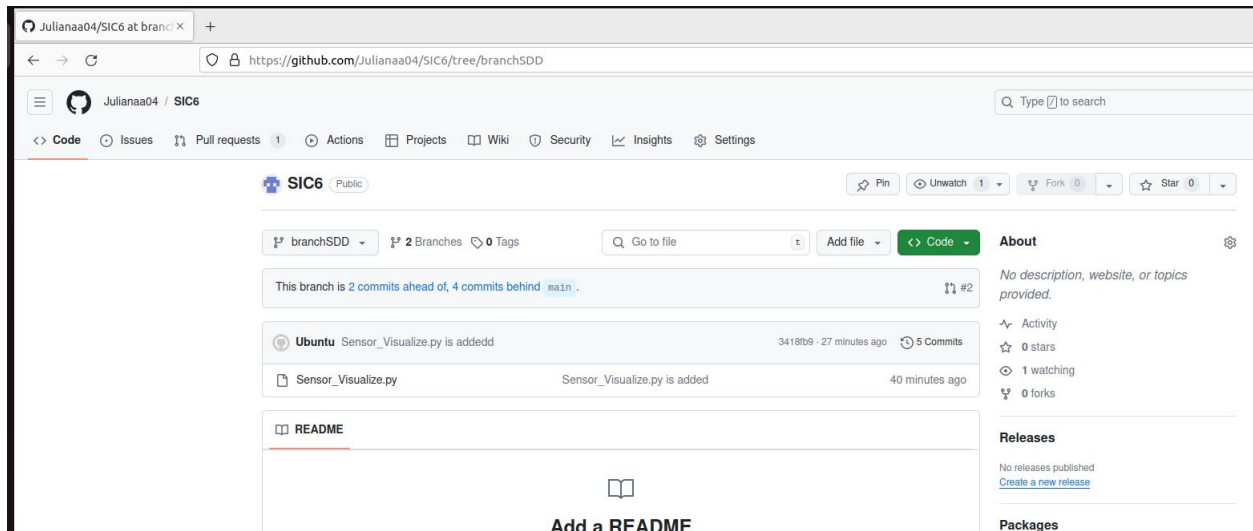 Julianaa04/SIC6 at branc
https://github.com/Julianaa04/SIC6/tree/branchSDD
Julianaa04 / SIC6
Type / to search
Code Issues Pull requests 1 Actions Projects Wiki Security Insights Settings
SIC6 Public
Pin Unwatch 1 Fork 0 Star 0
branchSDD 2 Branches 0 Tags Go to file t Add file Code
About
This branch is 2 commits ahead of, 4 commits behind main .
#2
No description, website, or topics
provided.
Ubuntu Sensor_Visualize.py is addedd 3418fb9 · 27 minutes ago 5 Commits
Sensor_Visualize.py Sensor_Visualize.py is added 40 minutes ago
Activity
0 stars
1 watching
0 forks
README
Add a README
Releases
No releases published
Create a new release
Packages